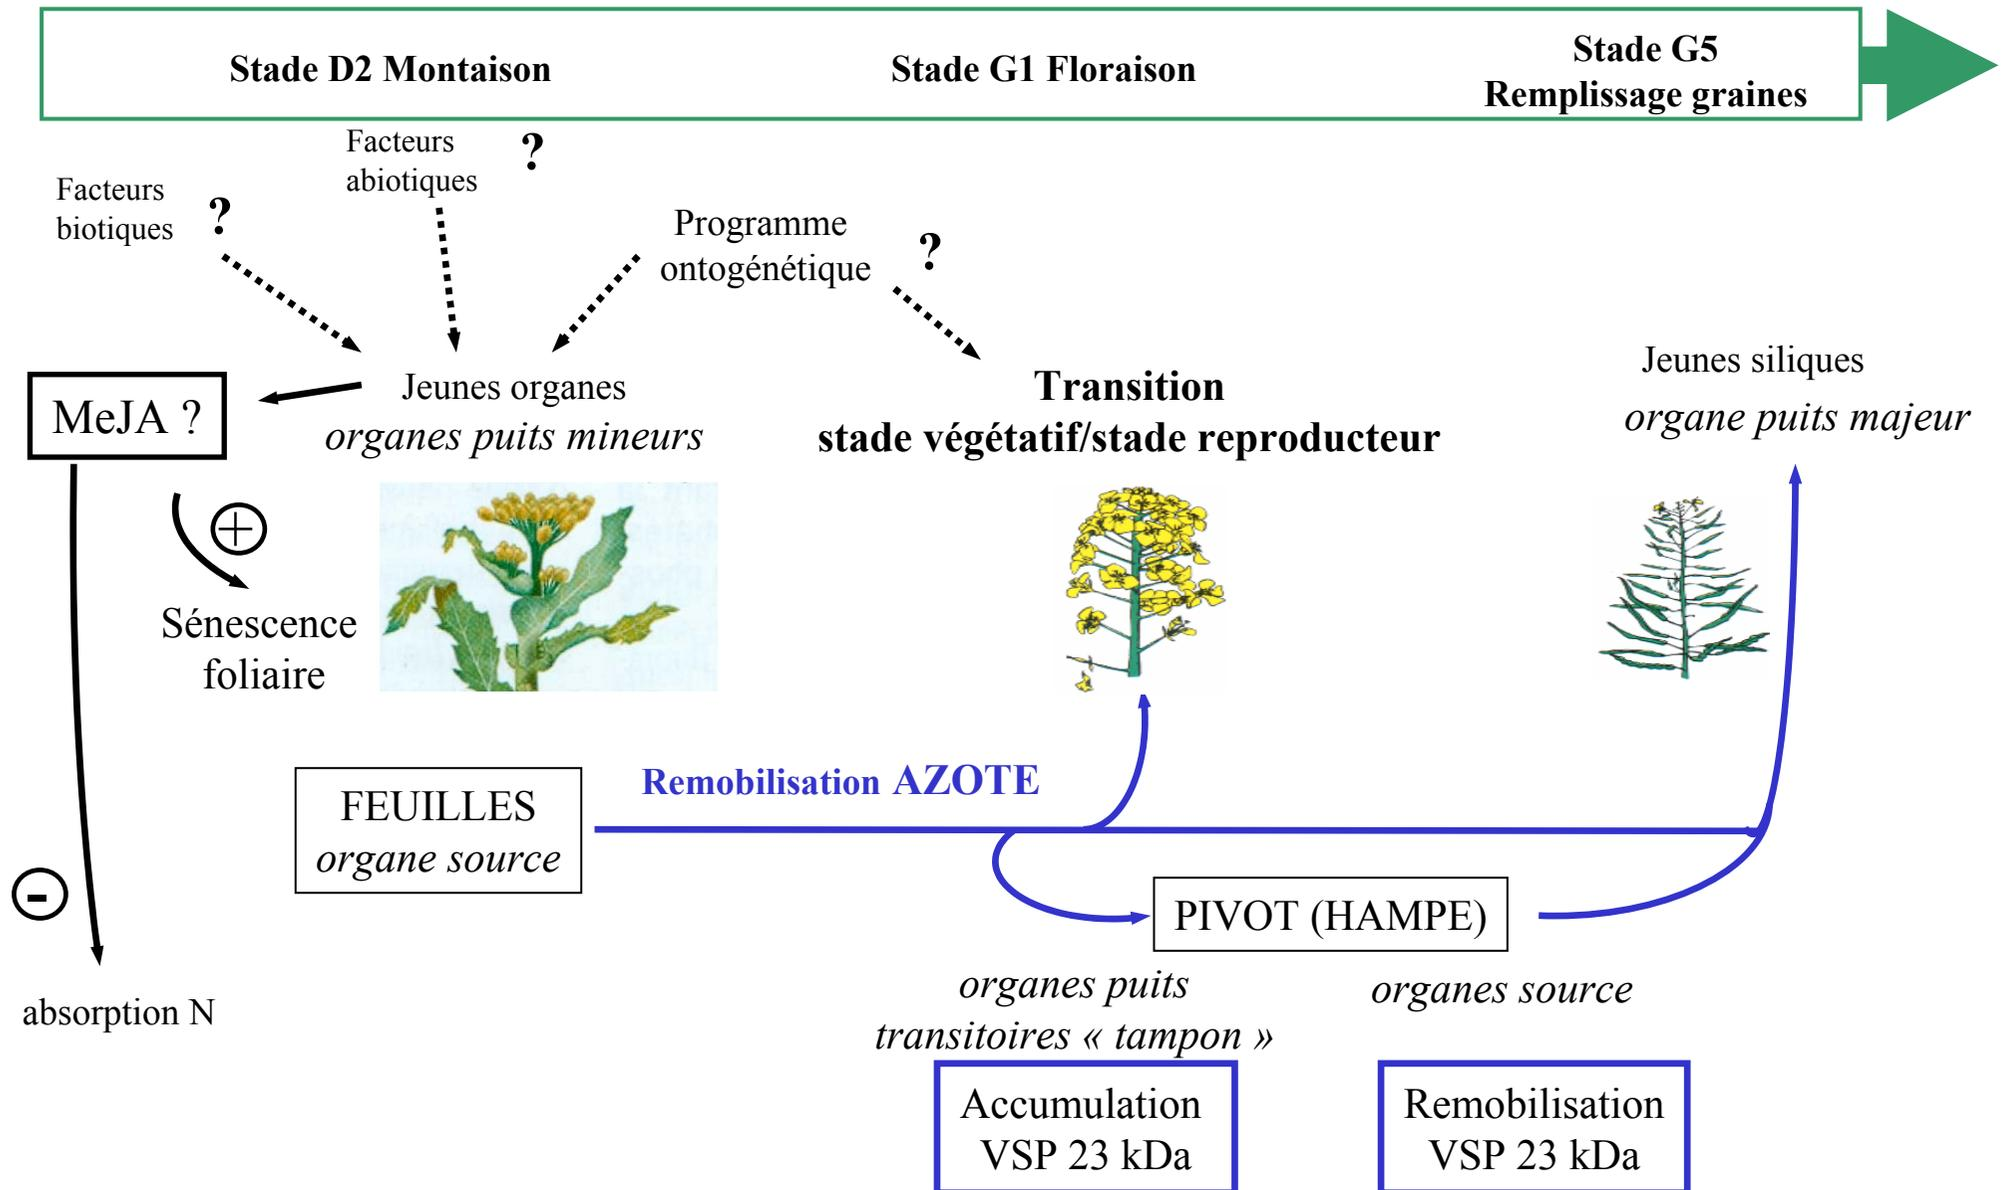 Stade D2 Montaison
Stade G1 Floraison
Stade G5
Remplissage graines
Facteurs
abiotiques
?
Facteurs
biotiques
?
Programme
ontogénétique
?
MeJA ?
Jeunes organes
organes puits mineurs
Transition
stade végétatif/stade reproducteur
Jeunes siliques
organe puits majeur
+
Sénescence
foliaire
Remobilisation AZOTE
FEUILLES
organe source
-
absorption N
PIVOT (HAMPE)
organes puits
transitoires « tampon »
organes source
Accumulation
VSP 23 kDa
Remobilisation
VSP 23 kDa